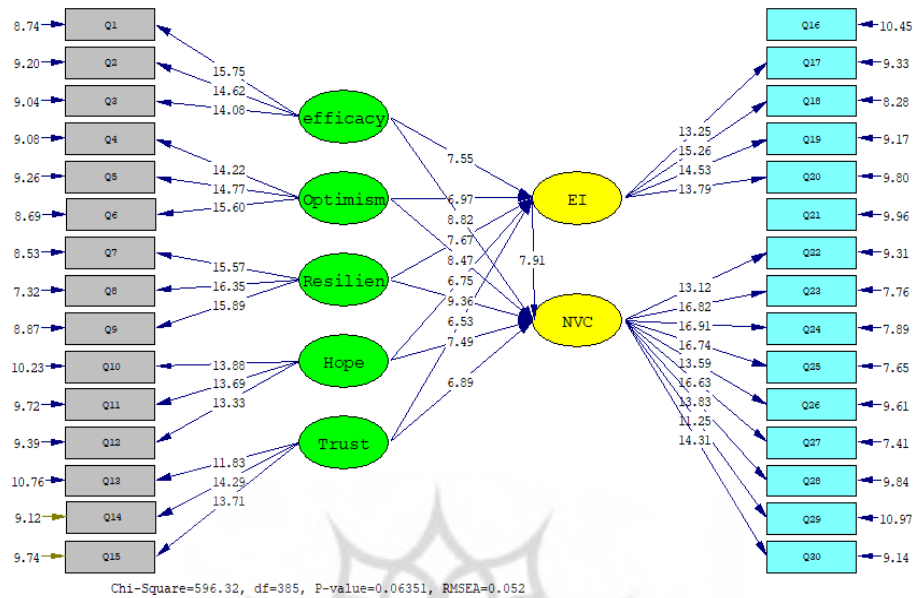 8.74 Q1
9.20 Q2
9.04 Q3
9.08 Q4
9.26 Q5
8.69 Q6
8.53 Q7
7.32 Q8
8.87 Q9
10.23 Q10
9.72 Q11
9.39 Q12
10.76 Q13
9.12 Q14
9.74 Q15
15.75
14.62
14.08
14.22
14.77
15.60
15.57
16.35
15.89
13.88
13.69
13.33
11.83
14.29
13.71
efficacy
Optimism
Resilien
Hope
Trust
7.55
6.97
8.82
7.67
8.47
6.75
9.36
6.53
7.49
6.89
7.91
EI
NVC
13.25
15.26
14.53
13.79
13.12
16.82
16.91
16.74
13.59
16.63
13.83
11.25
14.31
Q16 10.45
Q17 9.33
Q18 8.28
Q19 9.17
Q20 9.80
Q21 9.96
Q22 9.31
Q23 7.76
Q24 7.89
Q25 7.65
Q26 9.61
Q27 7.41
Q28 9.84
Q29 10.97
Q30 9.14
Chi-Square=596.32, df=385, P-value=0.06351, RMSEA=0.052